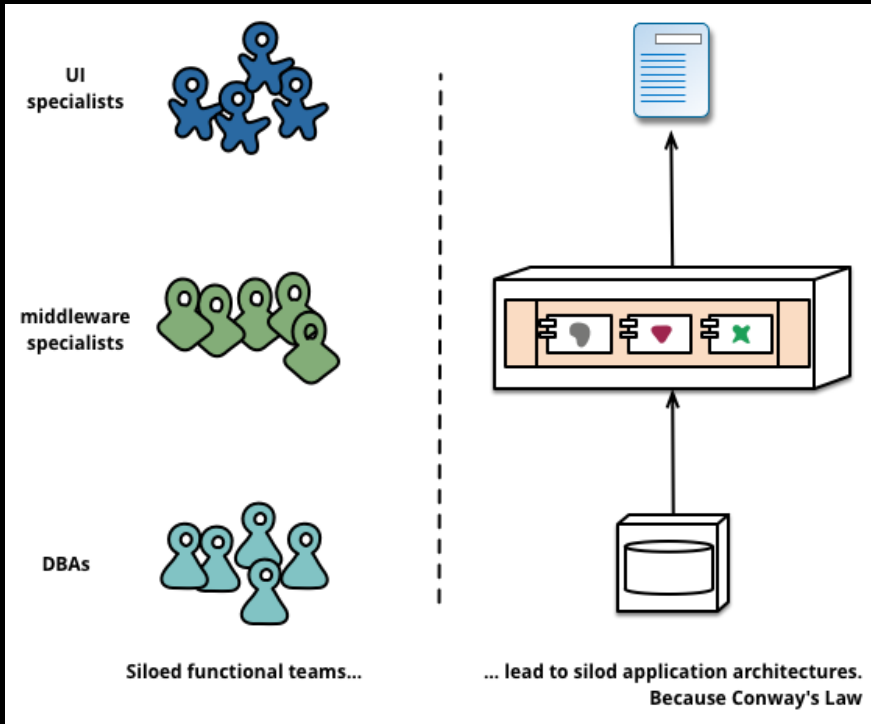 UI
specialists
middleware
specialists
DBAs
Siloed functional teams...
... lead to silod application architectures.
Because Conway's Law